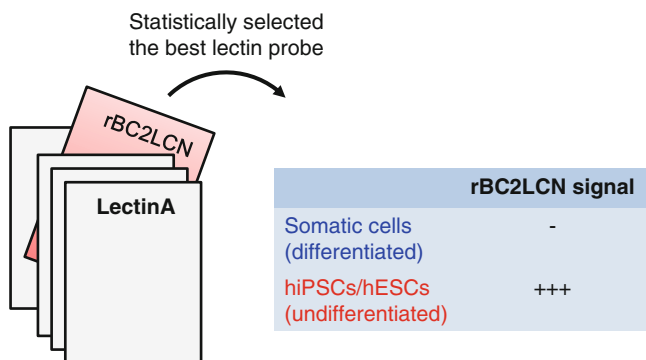 Statistically selected
the best lectin probe
rBC2LCN
LectinA
rBC2LCN signal
Somatic cells
(differentiated)
-
hiPSCs/hESCs
(undifferentiated)
+++